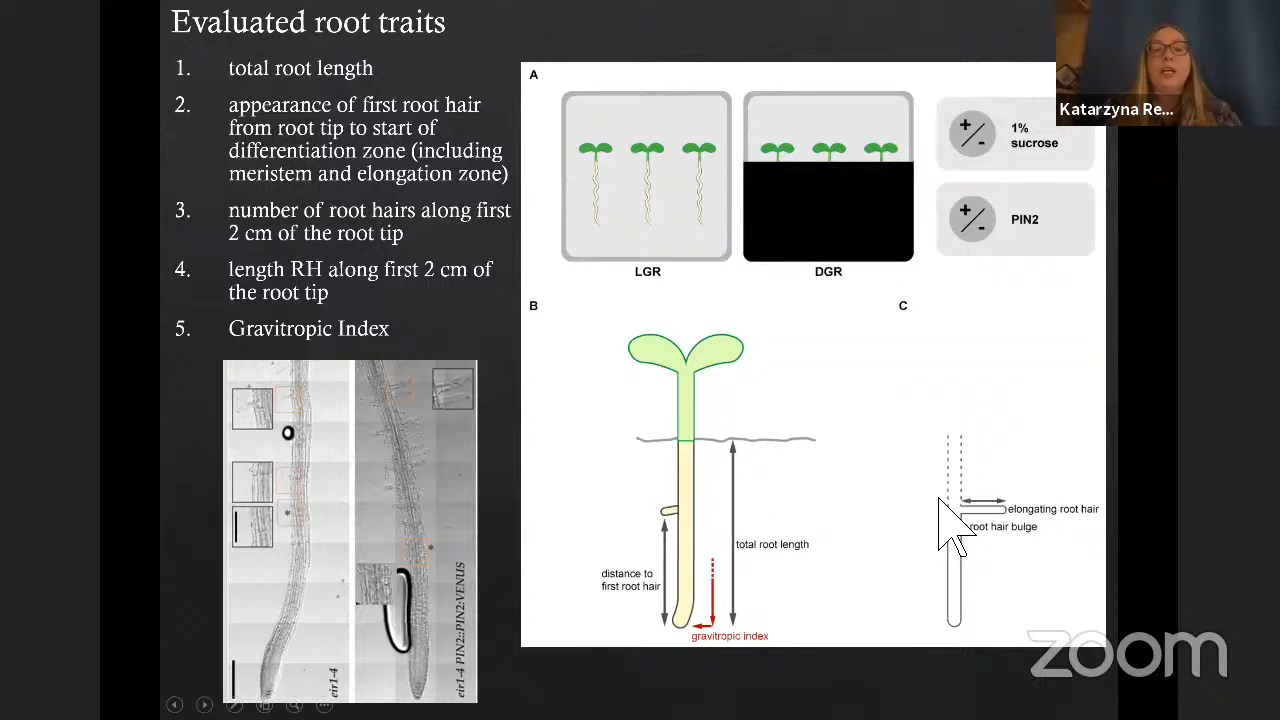 Evaluated root traits
1. total root length
2. appearance of first root hair
from root tip to start of
differentiation zone (including
meristem and elongation zone)
3. number of root hairs along first
2 cm of the root tip
4. length RH along first 2 cm of
the root tip
5. Gravitropic Index
eir1-4
eir1-4 PIN2::PIN2:VENUS
A
LGR
DGR
+/-
1%
sucrose
+/-
PIN2
B
distance to
first root hair
total root length
gravitropic index
C
elongating root hair
root hair bulge
Katarzyna Re...
zoom